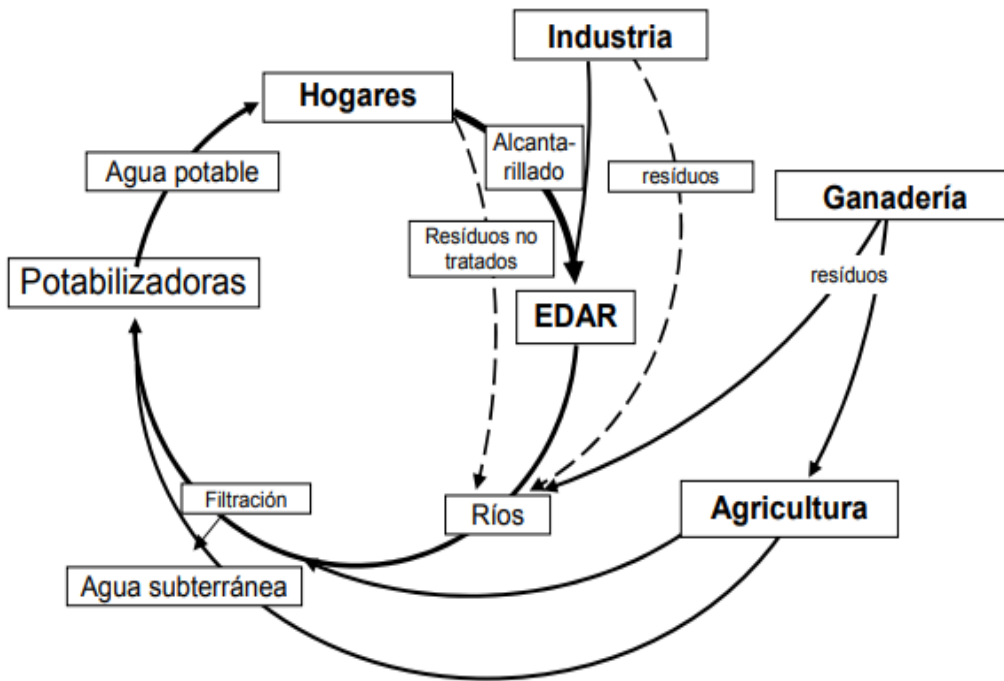 Industria
Hogares
Alcanta-
rillado
Agua potable
resíduos
Ganadería
Resíduos no
tratados
Potabilizadoras
resíduos
EDAR
Filtración
Ríos
Agricultura
Agua subterránea